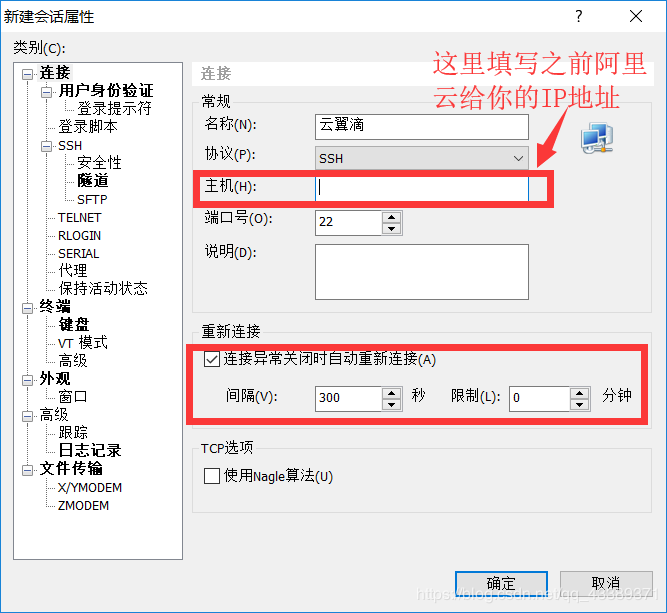 新建会话属性
?
类别(C):
连接
用户身份验证
登录提示符
登录脚本
SSH
安全性
隧道
SFTP
TELNET
RLOGIN
SERIAL
代理
保持活动状态
终端
键盘
VT 模式
高级
外观
窗口
高级
跟踪
日志记录
文件传输
X/YMODEM
ZMODEM
连接
这里填写之前阿里
云给你的IP地址
常规
名称(N):
云翼滴
协议(P):
SSH
主机(H):
端口号(O):
22
说明(D):
重新连接
连接异常关闭时自动重新连接(A)
间隔(V):
300
秒
限制(L):
0
分钟
TCP选项
使用Nagle算法(U)
确定
取消
https://blog.csdn.net/qq_43389371